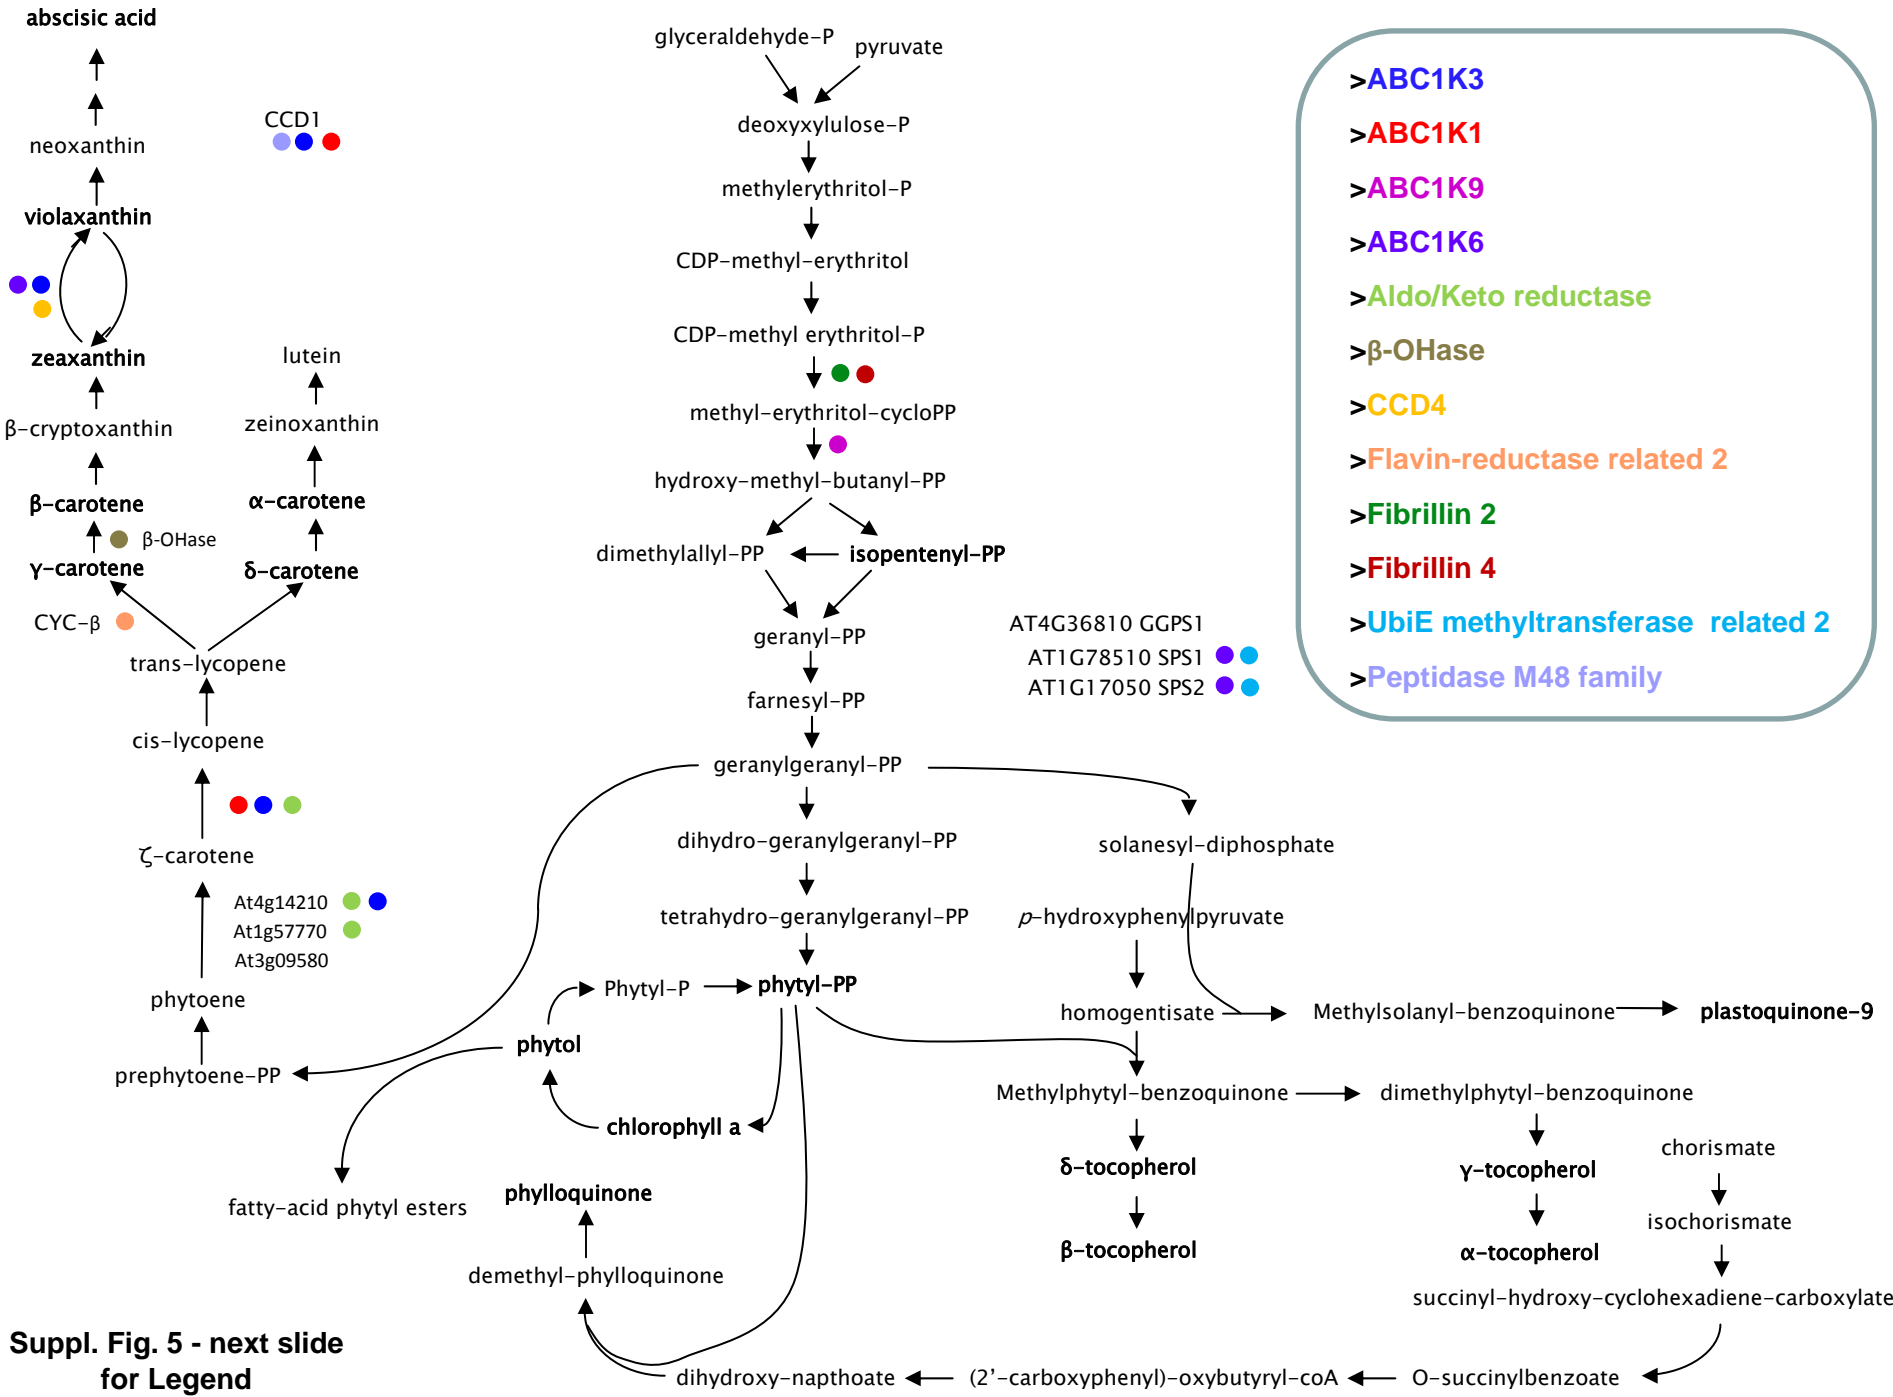 abscisic acid
neoxanthin
violaxanthin
zeaxanthin
β-cryptoxanthin
β-carotene
β-OHase
γ-carotene
CYC-β
CCD1
lutein
zeinoxanthin
α-carotene
δ-carotene
trans-lycopene
cis-lycopene
ζ-carotene
At4g14210
At1g57770
At3g09580
phytoene
prephytoene-PP
glyceraldehyde-P
pyruvate
deoxyxylulose-P
methylerythritol-P
CDP-methyl-erythritol
CDP-methyl erythritol-P
methyl-erythritol-cycloPP
hydroxy-methyl-butanyl-PP
dimethylallyl-PP
isopentenyl-PP
geranyl-PP
farnesyl-PP
geranylgeranyl-PP
AT4G36810 GGPS1
AT1G78510 SPS1
AT1G17050 SPS2
dihydro-geranylgeranyl-PP
tetrahydro-geranylgeranyl-PP
Phytyl-P
phytyl-PP
phytol
chlorophyll a
fatty-acid phytyl esters
phylloquinone
demethyl-phylloquinone
solanesyl-diphosphate
p-hydroxyphenylpyruvate
homogentisate
Methylsolanyl-benzoquinone
plastoquinone-9
Methylphytyl-benzoquinone
dimethylphytyl-benzoquinone
δ-tocopherol
β-tocopherol
γ-tocopherol
α-tocopherol
chorismate
isochorismate
succinyl-hydroxy-cyclohexadiene-carboxylate
O-succinylbenzoate
(2'-carboxyphenyl)-oxybutyryl-coA
dihydroxy-napthoate
>ABC1K3
>ABC1K1
>ABC1K9
>ABC1K6
>Aldo/Keto reductase
>β-OHase
>CCD4
>Flavin-reductase related 2
>Fibrillin 2
>Fibrillin 4
>UbiE methyltransferase related 2
>Peptidase M48 family
Suppl. Fig. 5 - next slide
for Legend